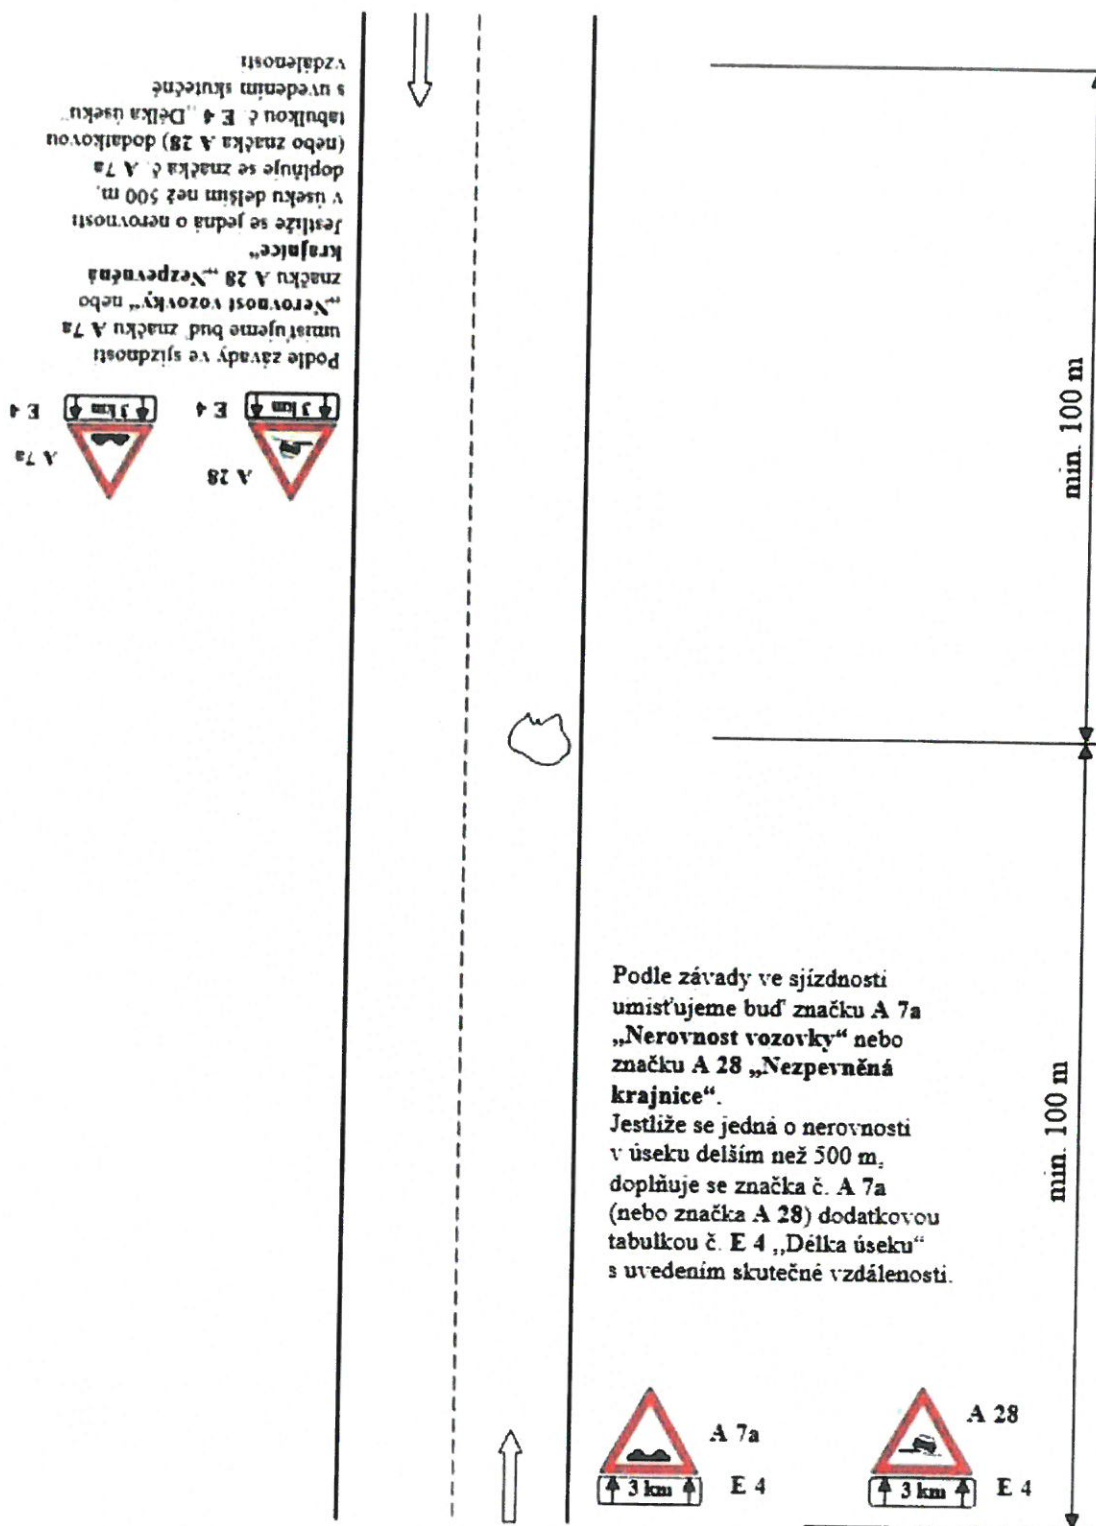 Podle závady ve sjízdnosti
umisťujeme buď značku A 7a
„Nerovnost vozovky“ nebo
značku A 28 „Nezpevněná
krajnice“
Jestliže se jedná o nerovnosti
v úseku delším než 500 m,
doplňuje se značka č. A 7a
(nebo značka A 28) dodatkovou
tabulkou č. E 4 „Délka úseku“
s uvedením skutečné
vzdálenosti
A 28
3 km
E 4
A 7a
3 km
E 4
min. 100 m
min. 100 m
Podle závady ve sjízdnosti
umisťujeme buď značku A 7a
„Nerovnost vozovky“ nebo
značku A 28 „Nezpevněná
krajnice“.
Jestliže se jedná o nerovnosti
v úseku delším než 500 m,
doplňuje se značka č. A 7a
(nebo značka A 28) dodatkovou
tabulkou č. E 4 „Délka úseku“
s uvedením skutečné vzdálenosti.
A 7a
3 km
E 4
A 28
3 km
E 4